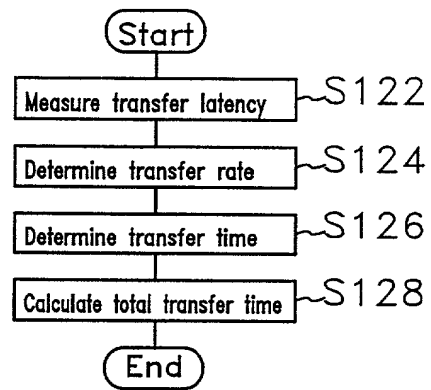 Start
Measure transfer latency S122
Determine transfer rate S124
Determine transfer time S126
Calculate total transfer time S128
End